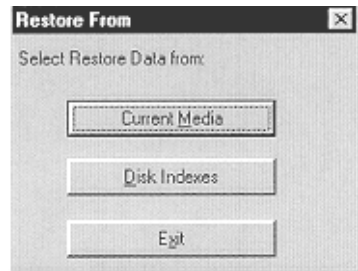 Restore From
Select Restore Data from:
Current Media
Disk Indexes
Exit